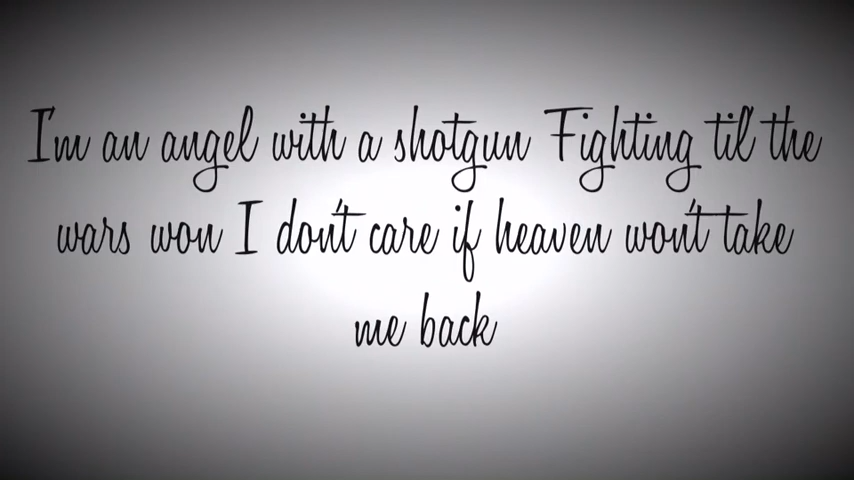 I'm an angel with a shotgun Fighting til' the
wars won I don't care if heaven won't take
me back